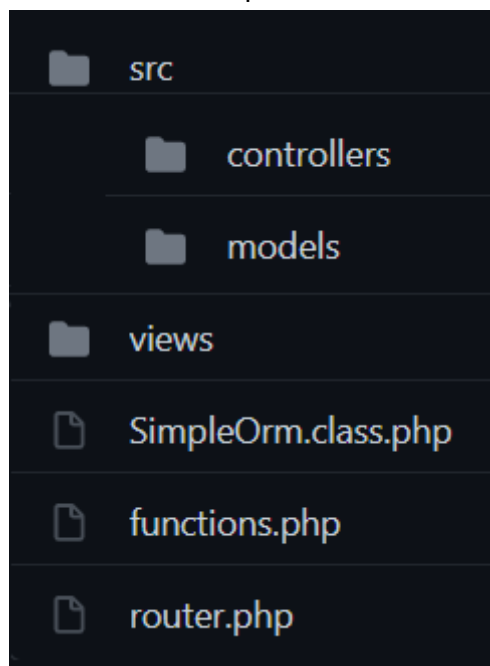 src
controllers
models
views
SimpleOrm.class.php
functions.php
router.php